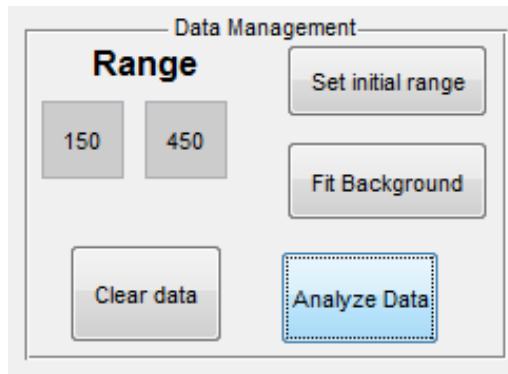 Data Management
Range
Set initial range
150
450
Fit Background
Clear data
Analyze Data